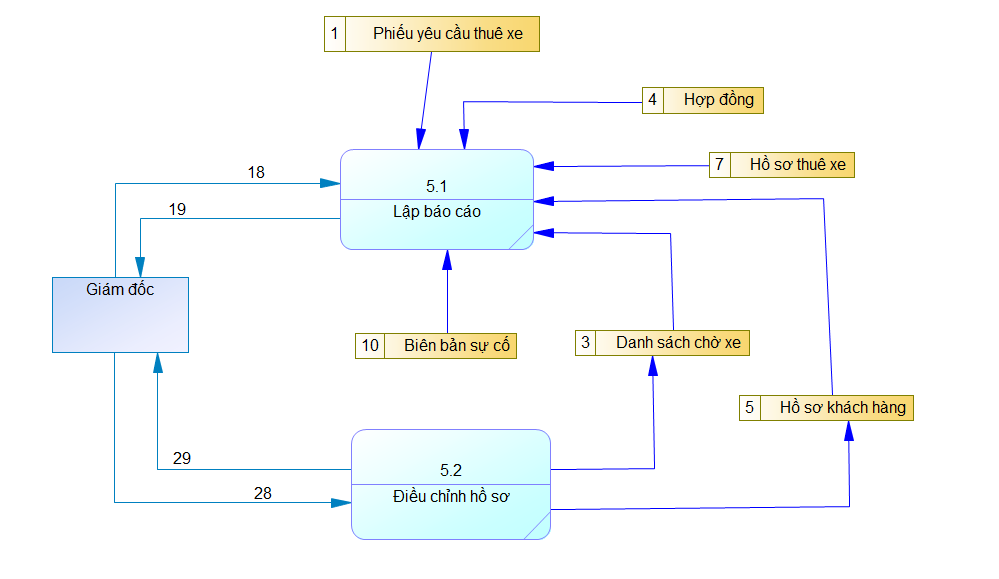 1 Phiếu yêu cầu thuê xe
4 Hợp đồng
7 Hồ sơ thuê xe
18
5.1
19
Lập báo cáo
Giám đốc
10 Biên bản sự cố
3 Danh sách chờ xe
5 Hồ sơ khách hàng
29
5.2
28
Điều chỉnh hồ sơ